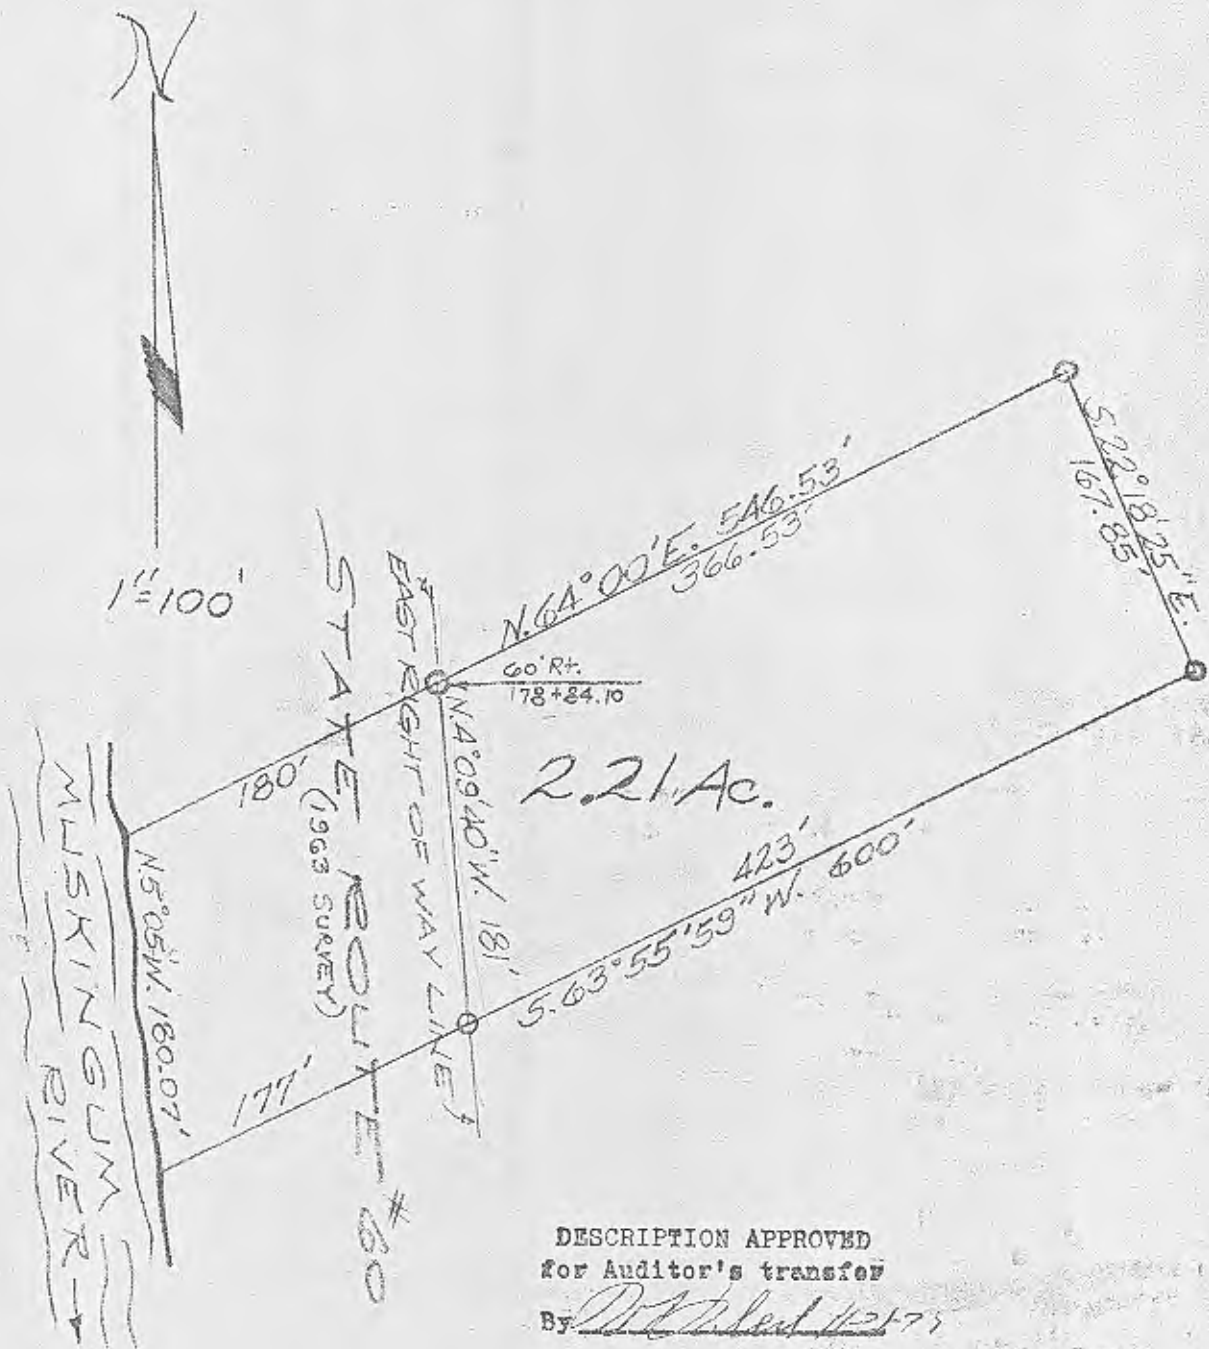 N
1"=100'
N.64°00'E. 546.53'
366.53'
S.22°18'25"E.
167.85'
60' Rt.
178+84.10
180'
N.4°09'40"W. 181'
EAST RIGHT OF WAY LINE
STATE ROUTE #60
(1963 SURVEY)
2.21 Ac.
423'
S.63°55'59"W. 600'
N.5°05'W. 180.07'
177'
MUSKINGUM
RIVER
DESCRIPTION APPROVED
for Auditor's transfer
By